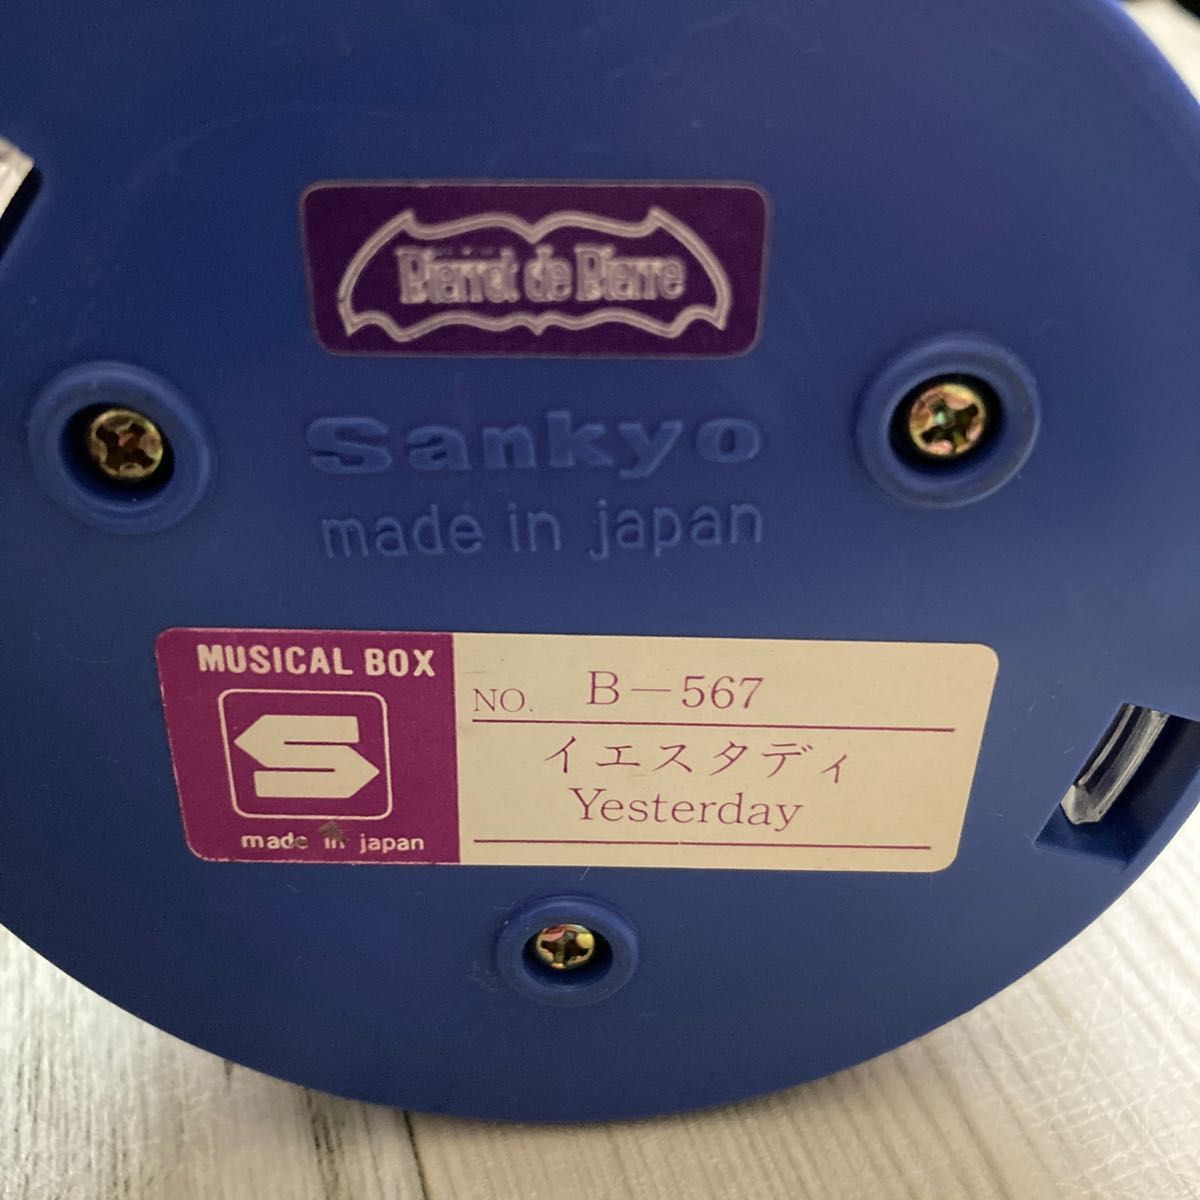 Pierrot de Pierre
Sankyo
made in japan
MUSICAL BOX
S
made in japan
NO. B-567
イエスタディ
Yesterday